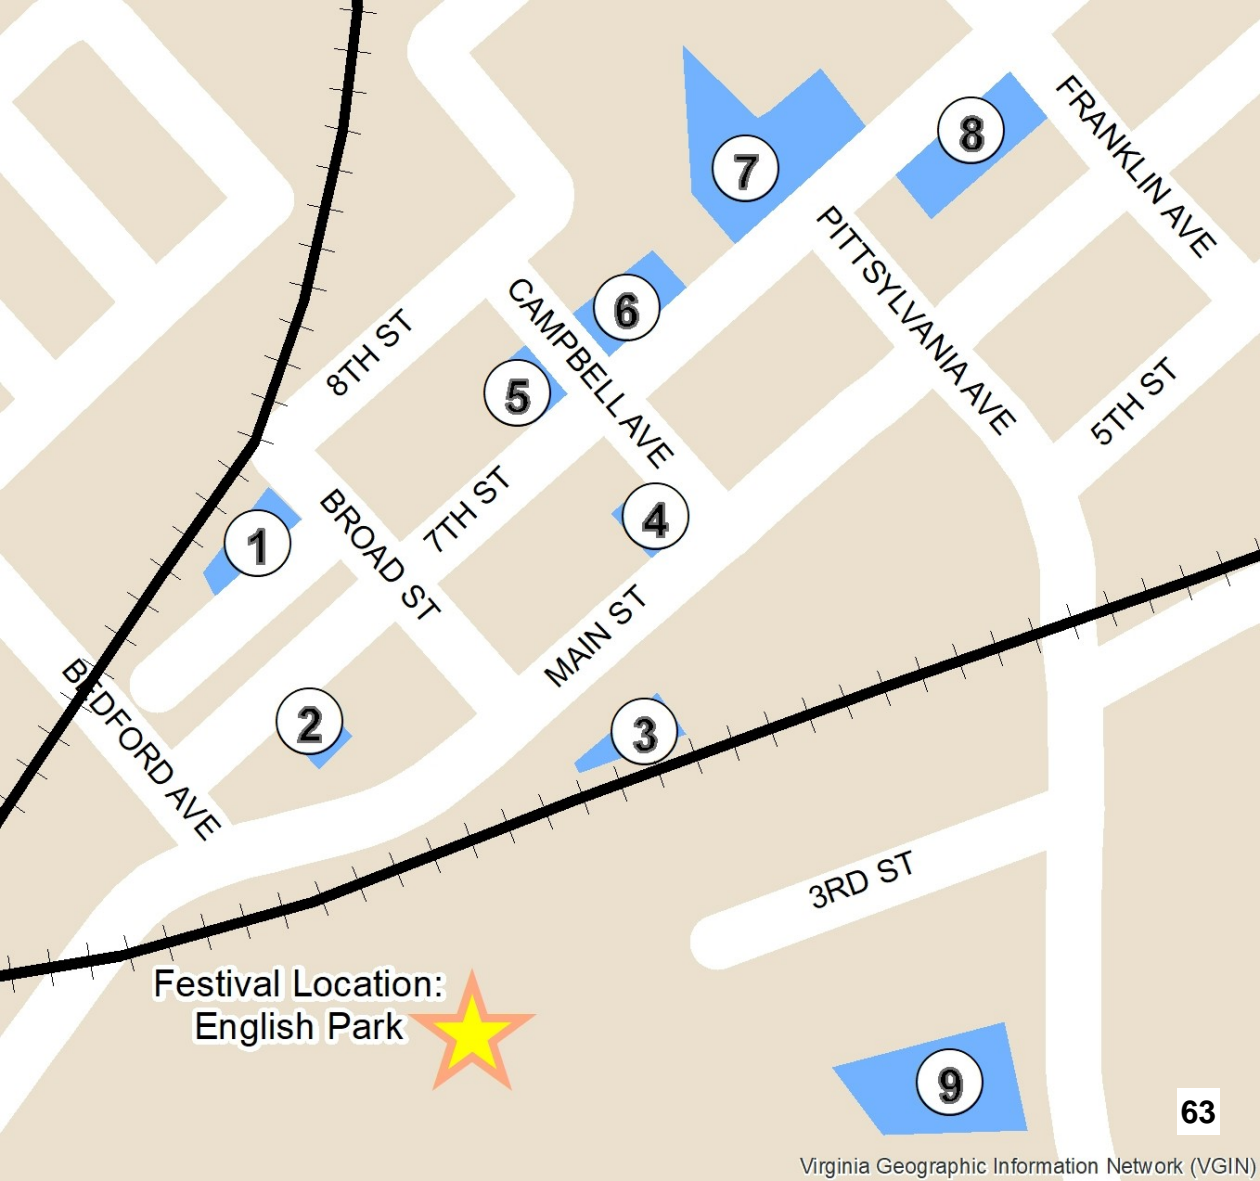 FRANKLIN AVE
8
7
PITTSYLVANIA AVE
6
CAMPBELL AVE
8TH ST
5
5TH ST
7TH ST
4
BROAD ST
1
MAIN ST
BEDFORD AVE
2
3
3RD ST
Festival Location:
English Park
9
63
Virginia Geographic Information Network (VGIN)